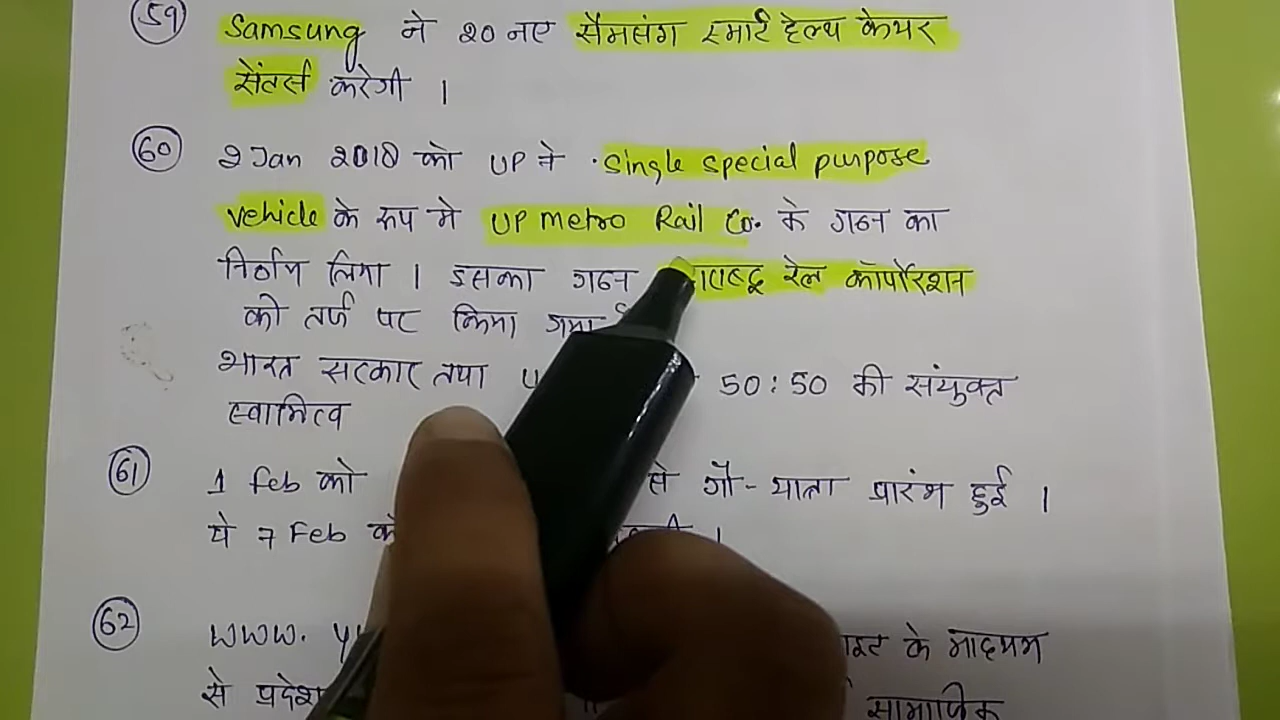 59 Samsung ने 20 नए सैमसंग स्मार्ट हेल्थ केयर
सेंटर्स करेगी ।
60 2 Jan 2018 को UP ने single special purpose
vehicle के रूप मे UP Metro Rail Co. के गठन का
निर्णय लिया । इसका गठन रेल कॉर्पोरेशन
की तर्ज पर किया गया
भारत सरकार तथा 50:50 की संयुक्त
स्वामित्व
61 1 Feb को से गौ-यात्रा प्रारंभ हुई ।
ये 7 Feb को ।
62 www. के माध्यम
से प्रदेश सामाजिक